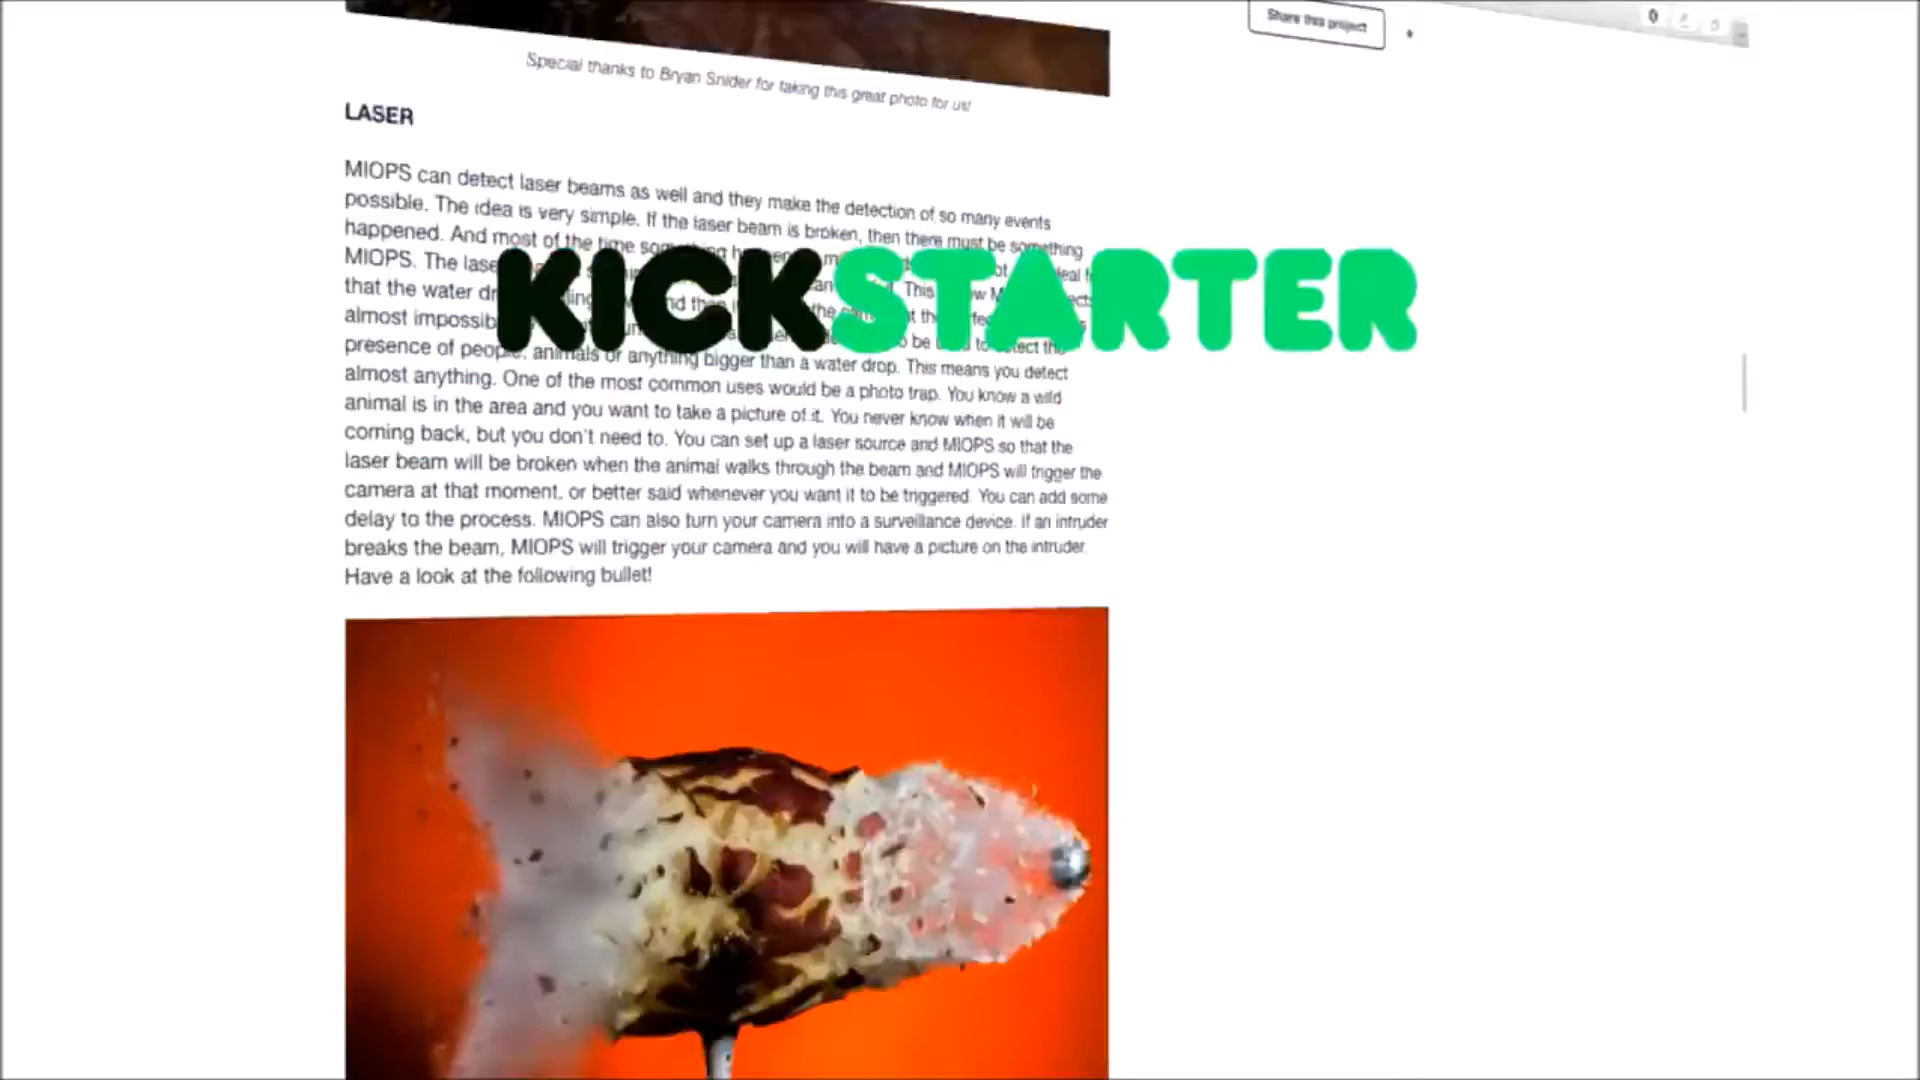 Share this project
Special thanks to Bryan Snider for taking this great photo for us!
LASER
MIOPS can detect laser beams as well and they make the detection of so many events
possible. The idea is very simple. If the laser beam is broken, then there must be something
happened. And most of the time
MIOPS. The
that the water
KICKSTARTER
almost
presence of people, animals or anything bigger than a water drop. This means you detect
almost anything. One of the most common uses would be a photo trap. You know a wild
animal is in the area and you want to take a picture of it. You never know when it will be
coming back, but you don't need to. You can set up a laser source and MIOPS so that the
laser beam will be broken when the animal walks through the beam and MIOPS will trigger the
camera at that moment, or better said whenever you want it to be triggered. You can add some
delay to the process. MIOPS can also turn your camera into a surveillance device. If an intruder
breaks the beam, MIOPS will trigger your camera and you will have a picture on the intruder.
Have a look at the following bullet!